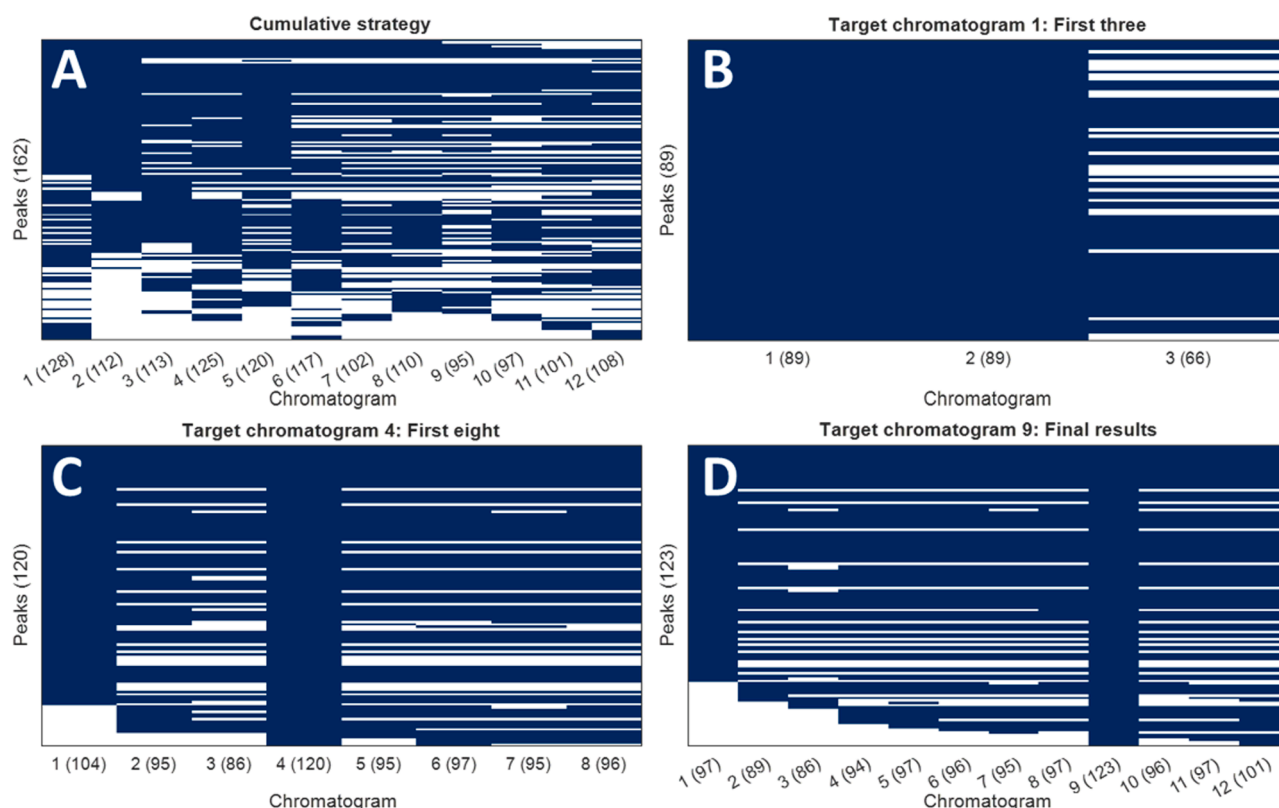 Cumulative strategy
A
Peaks (162)
1 (128) 2 (112) 3 (113) 4 (125) 5 (120) 6 (117) 7 (102) 8 (110) 9 (95) 10 (97) 11 (101) 12 (108)
Chromatogram
Target chromatogram 1: First three
B
Peaks (89)
1 (89) 2 (89) 3 (66)
Chromatogram
Target chromatogram 4: First eight
C
Peaks (120)
1 (104) 2 (95) 3 (86) 4 (120) 5 (95) 6 (97) 7 (95) 8 (96)
Chromatogram
Target chromatogram 9: Final results
D
Peaks (123)
1 (97) 2 (89) 3 (86) 4 (94) 5 (97) 6 (96) 7 (95) 8 (97) 9 (123) 10 (96) 11 (97) 12 (101)
Chromatogram